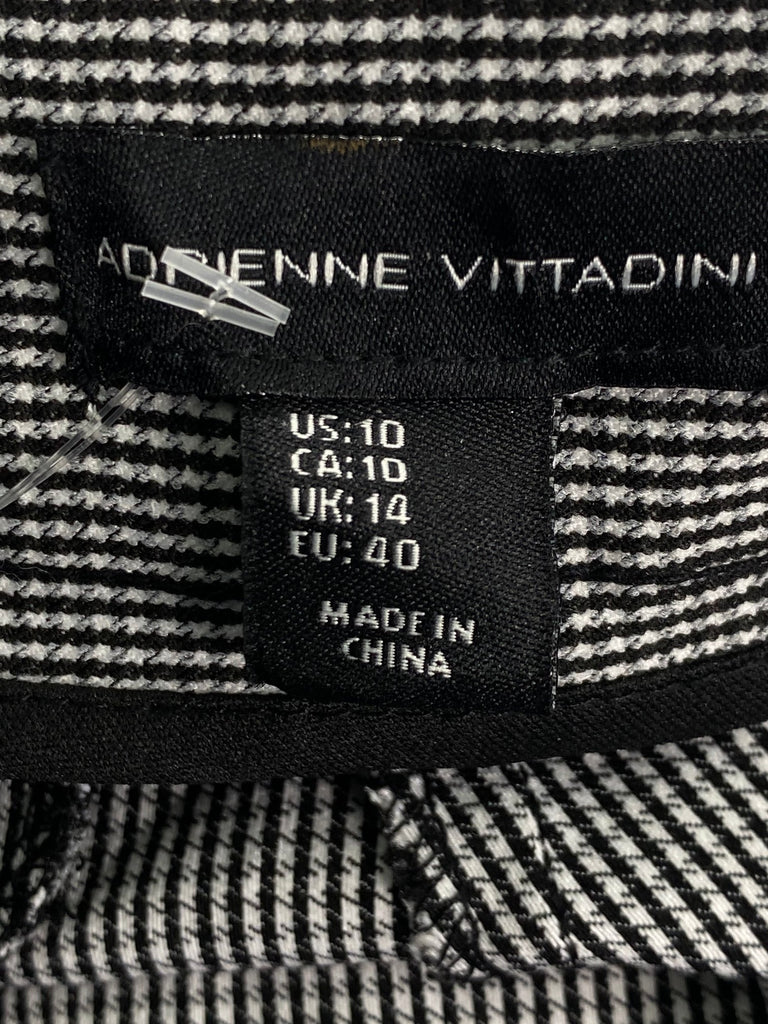 ADRIENNE VITTADINI
US: 10
CA: 10
UK: 14
EU: 40
MADE IN
CHINA